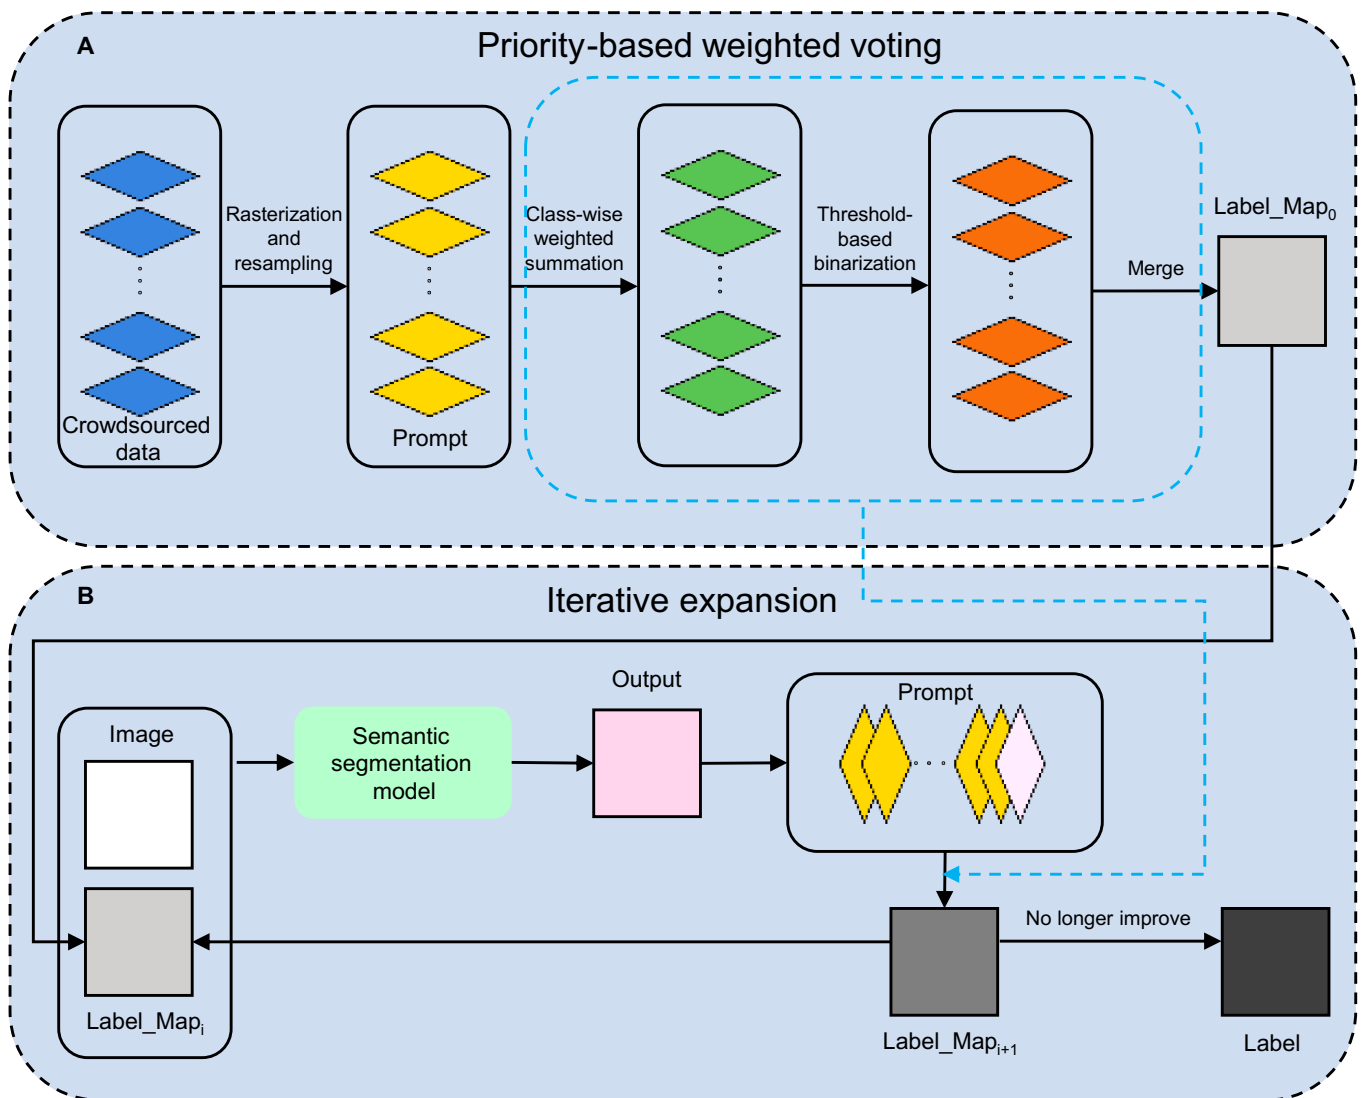 A
Priority-based weighted voting
Rasterization
and
resampling
Class-wise
weighted
summation
Threshold-
based
binarization
Merge
Label_Map₀
Crowdsourced
data
Prompt
B
Iterative expansion
Image
Semantic
segmentation
model
Output
Prompt
No longer improve
Label_Mapᵢ
Label_Mapᵢ₊₁
Label